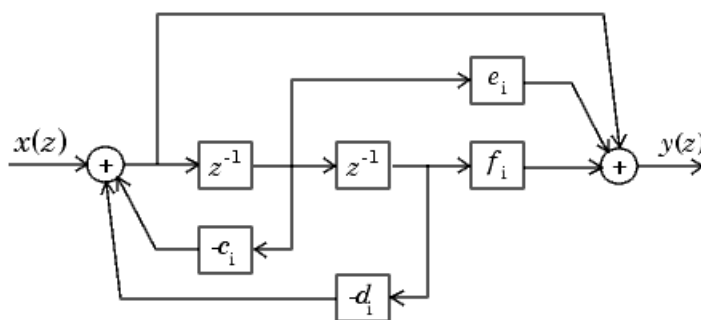 e_i
x(z)
+
z^{-1}
z^{-1}
f_i
+
y(z)
-c_i
-d_i